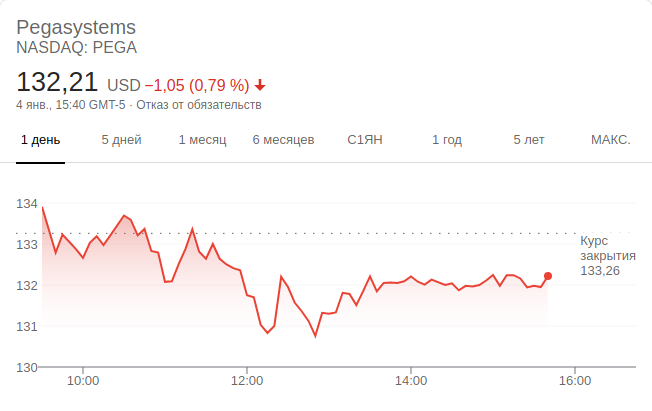 Pegasystems
NASDAQ: PEGA
132,21 USD −1,05 (0,79 %)
4 янв., 15:40 GMT-5 · Отказ от обязательств
1 день 5 дней 1 месяц 6 месяцев С1ЯН 1 год 5 лет МАКС.
134
133
132
131
130
Курс
закрытия
133,26
10:00 12:00 14:00 16:00